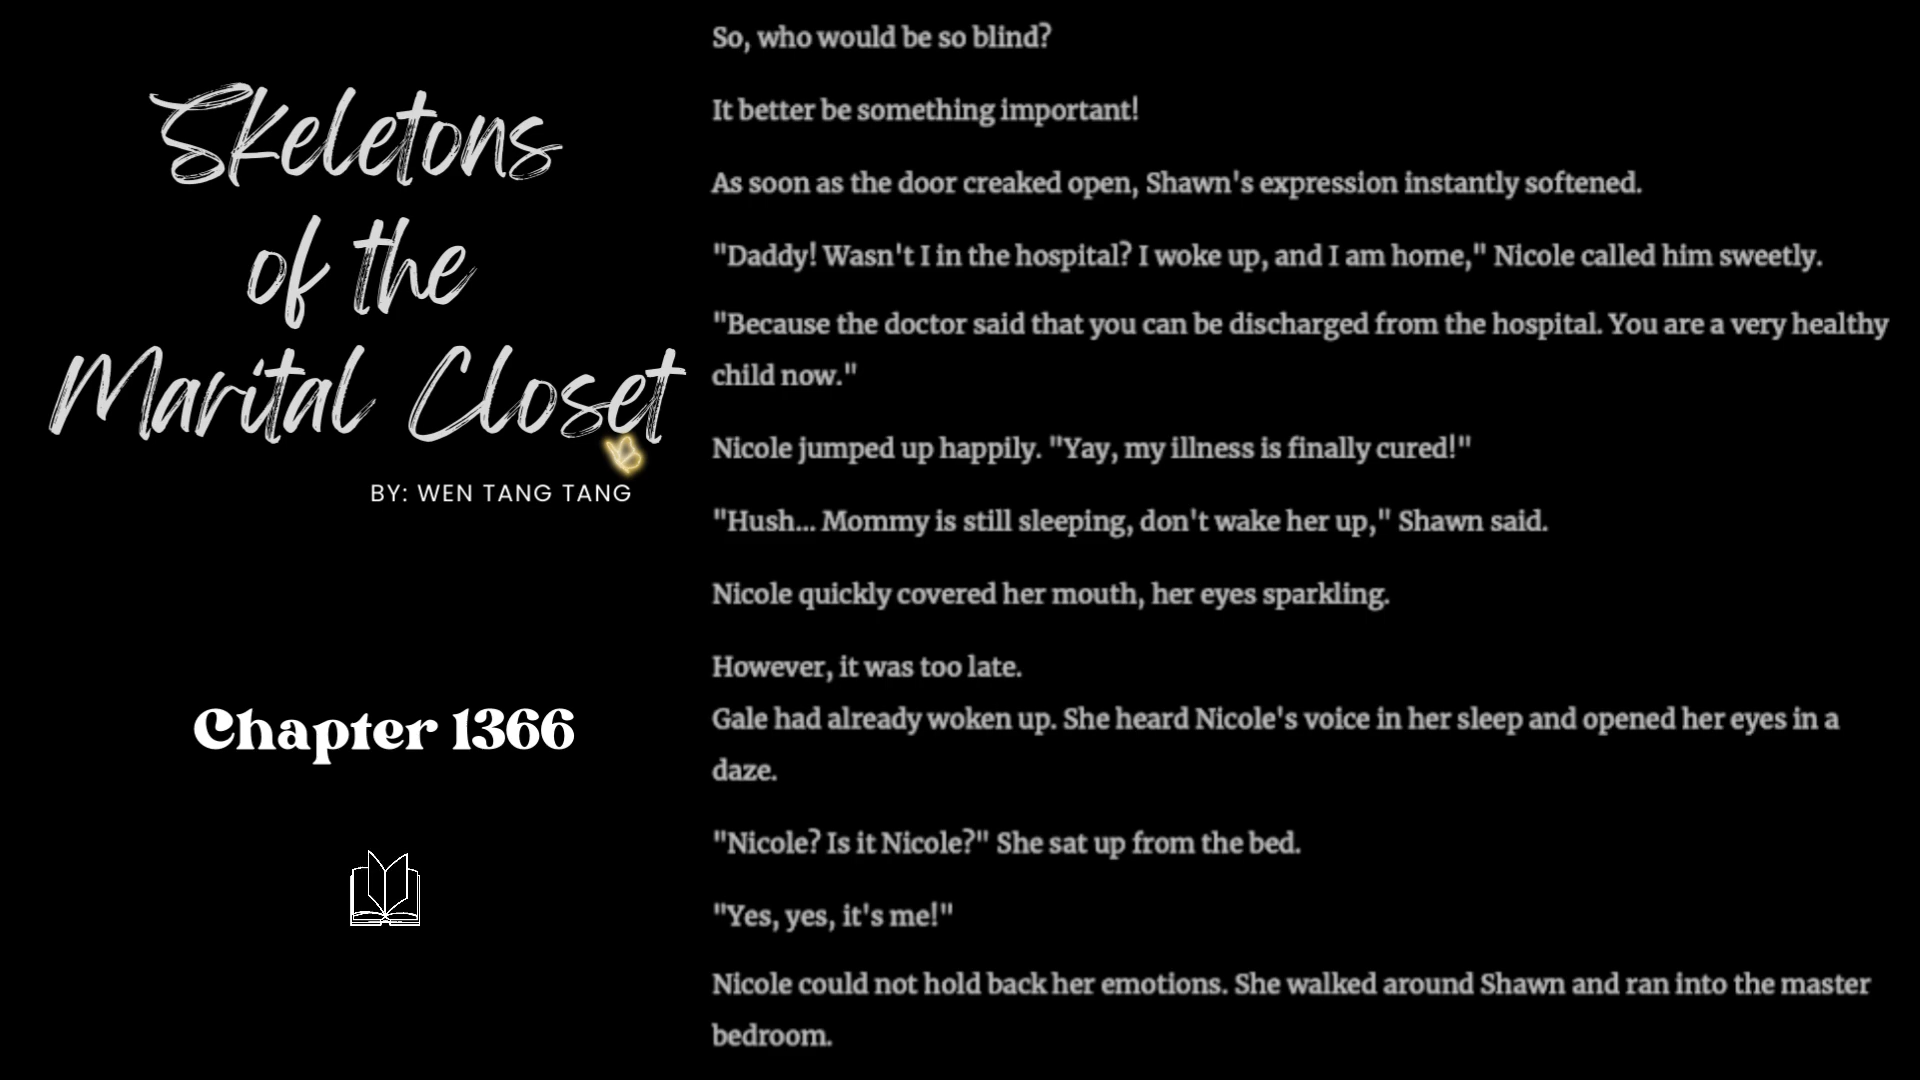 Skeletons
of the
Marital Closet
BY: WEN TANG TANG
Chapter 1366
So, who would be so blind?
It better be something important!
As soon as the door creaked open, Shawn's expression instantly softened.
"Daddy! Wasn't I in the hospital? I woke up, and I am home," Nicole called him sweetly.
"Because the doctor said that you can be discharged from the hospital. You are a very healthy
child now."
Nicole jumped up happily. "Yay, my illness is finally cured!"
"Hush... Mommy is still sleeping, don't wake her up," Shawn said.
Nicole quickly covered her mouth, her eyes sparkling.
However, it was too late.
Gale had already woken up. She heard Nicole's voice in her sleep and opened her eyes in a
daze.
"Nicole? Is it Nicole?" She sat up from the bed.
"Yes, yes, it's me!"
Nicole could not hold back her emotions. She walked around Shawn and ran into the master
bedroom.